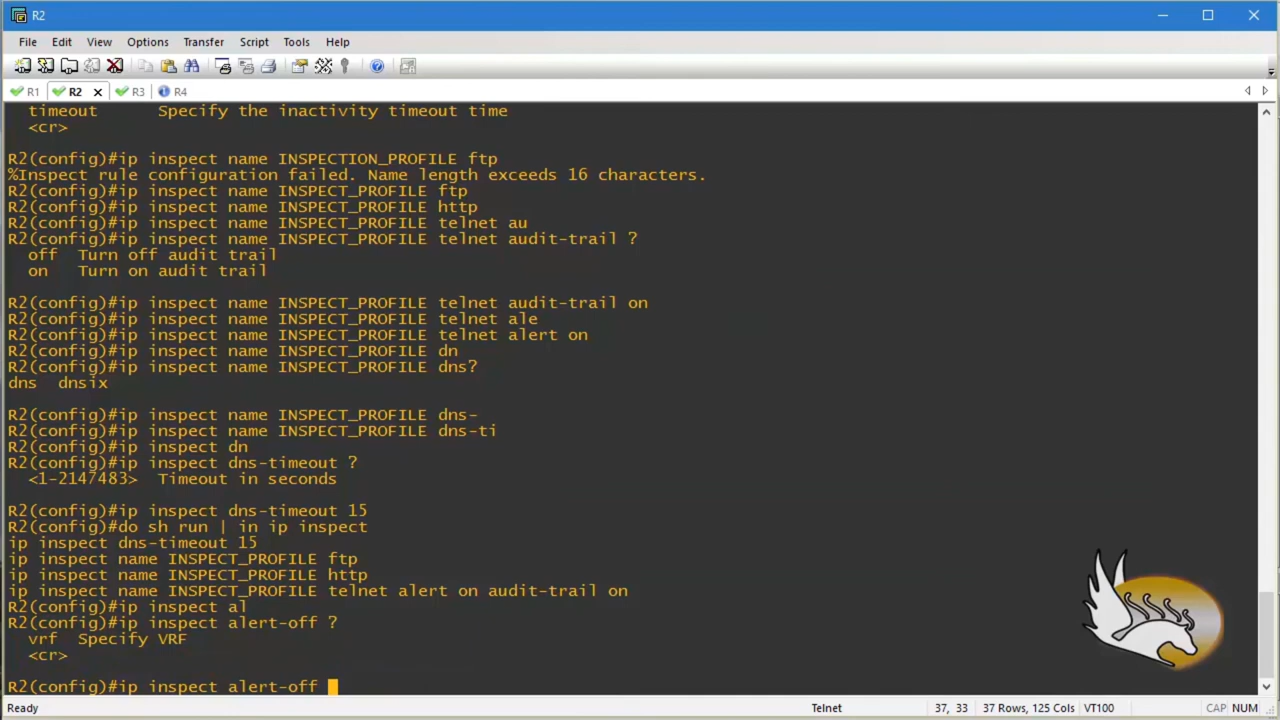 R2
File Edit View Options Transfer Script Tools Help
R1 R2 x R3 R4
timeout Specify the inactivity timeout time
<cr>
R2(config)#ip inspect name INSPECTION_PROFILE ftp
%Inspect rule configuration failed. Name length exceeds 16 characters.
R2(config)#ip inspect name INSPECT_PROFILE ftp
R2(config)#ip inspect name INSPECT_PROFILE http
R2(config)#ip inspect name INSPECT_PROFILE telnet au
R2(config)#ip inspect name INSPECT_PROFILE telnet audit-trail ?
off Turn off audit trail
on Turn on audit trail
R2(config)#ip inspect name INSPECT_PROFILE telnet audit-trail on
R2(config)#ip inspect name INSPECT_PROFILE telnet ale
R2(config)#ip inspect name INSPECT_PROFILE telnet alert on
R2(config)#ip inspect name INSPECT_PROFILE dn
R2(config)#ip inspect name INSPECT_PROFILE dns?
dns dnsix
R2(config)#ip inspect name INSPECT_PROFILE dns-
R2(config)#ip inspect name INSPECT_PROFILE dns-ti
R2(config)#ip inspect dn
R2(config)#ip inspect dns-timeout ?
<1-2147483> Timeout in seconds
R2(config)#ip inspect dns-timeout 15
R2(config)#do sh run | in ip inspect
ip inspect dns-timeout 15
ip inspect name INSPECT_PROFILE ftp
ip inspect name INSPECT_PROFILE http
ip inspect name INSPECT_PROFILE telnet alert on audit-trail on
R2(config)#ip inspect al
R2(config)#ip inspect alert-off ?
vrf Specify VRF
<cr>
R2(config)#ip inspect alert-off
Ready Telnet 37, 33 37 Rows, 125 Cols VT100 CAP NUM